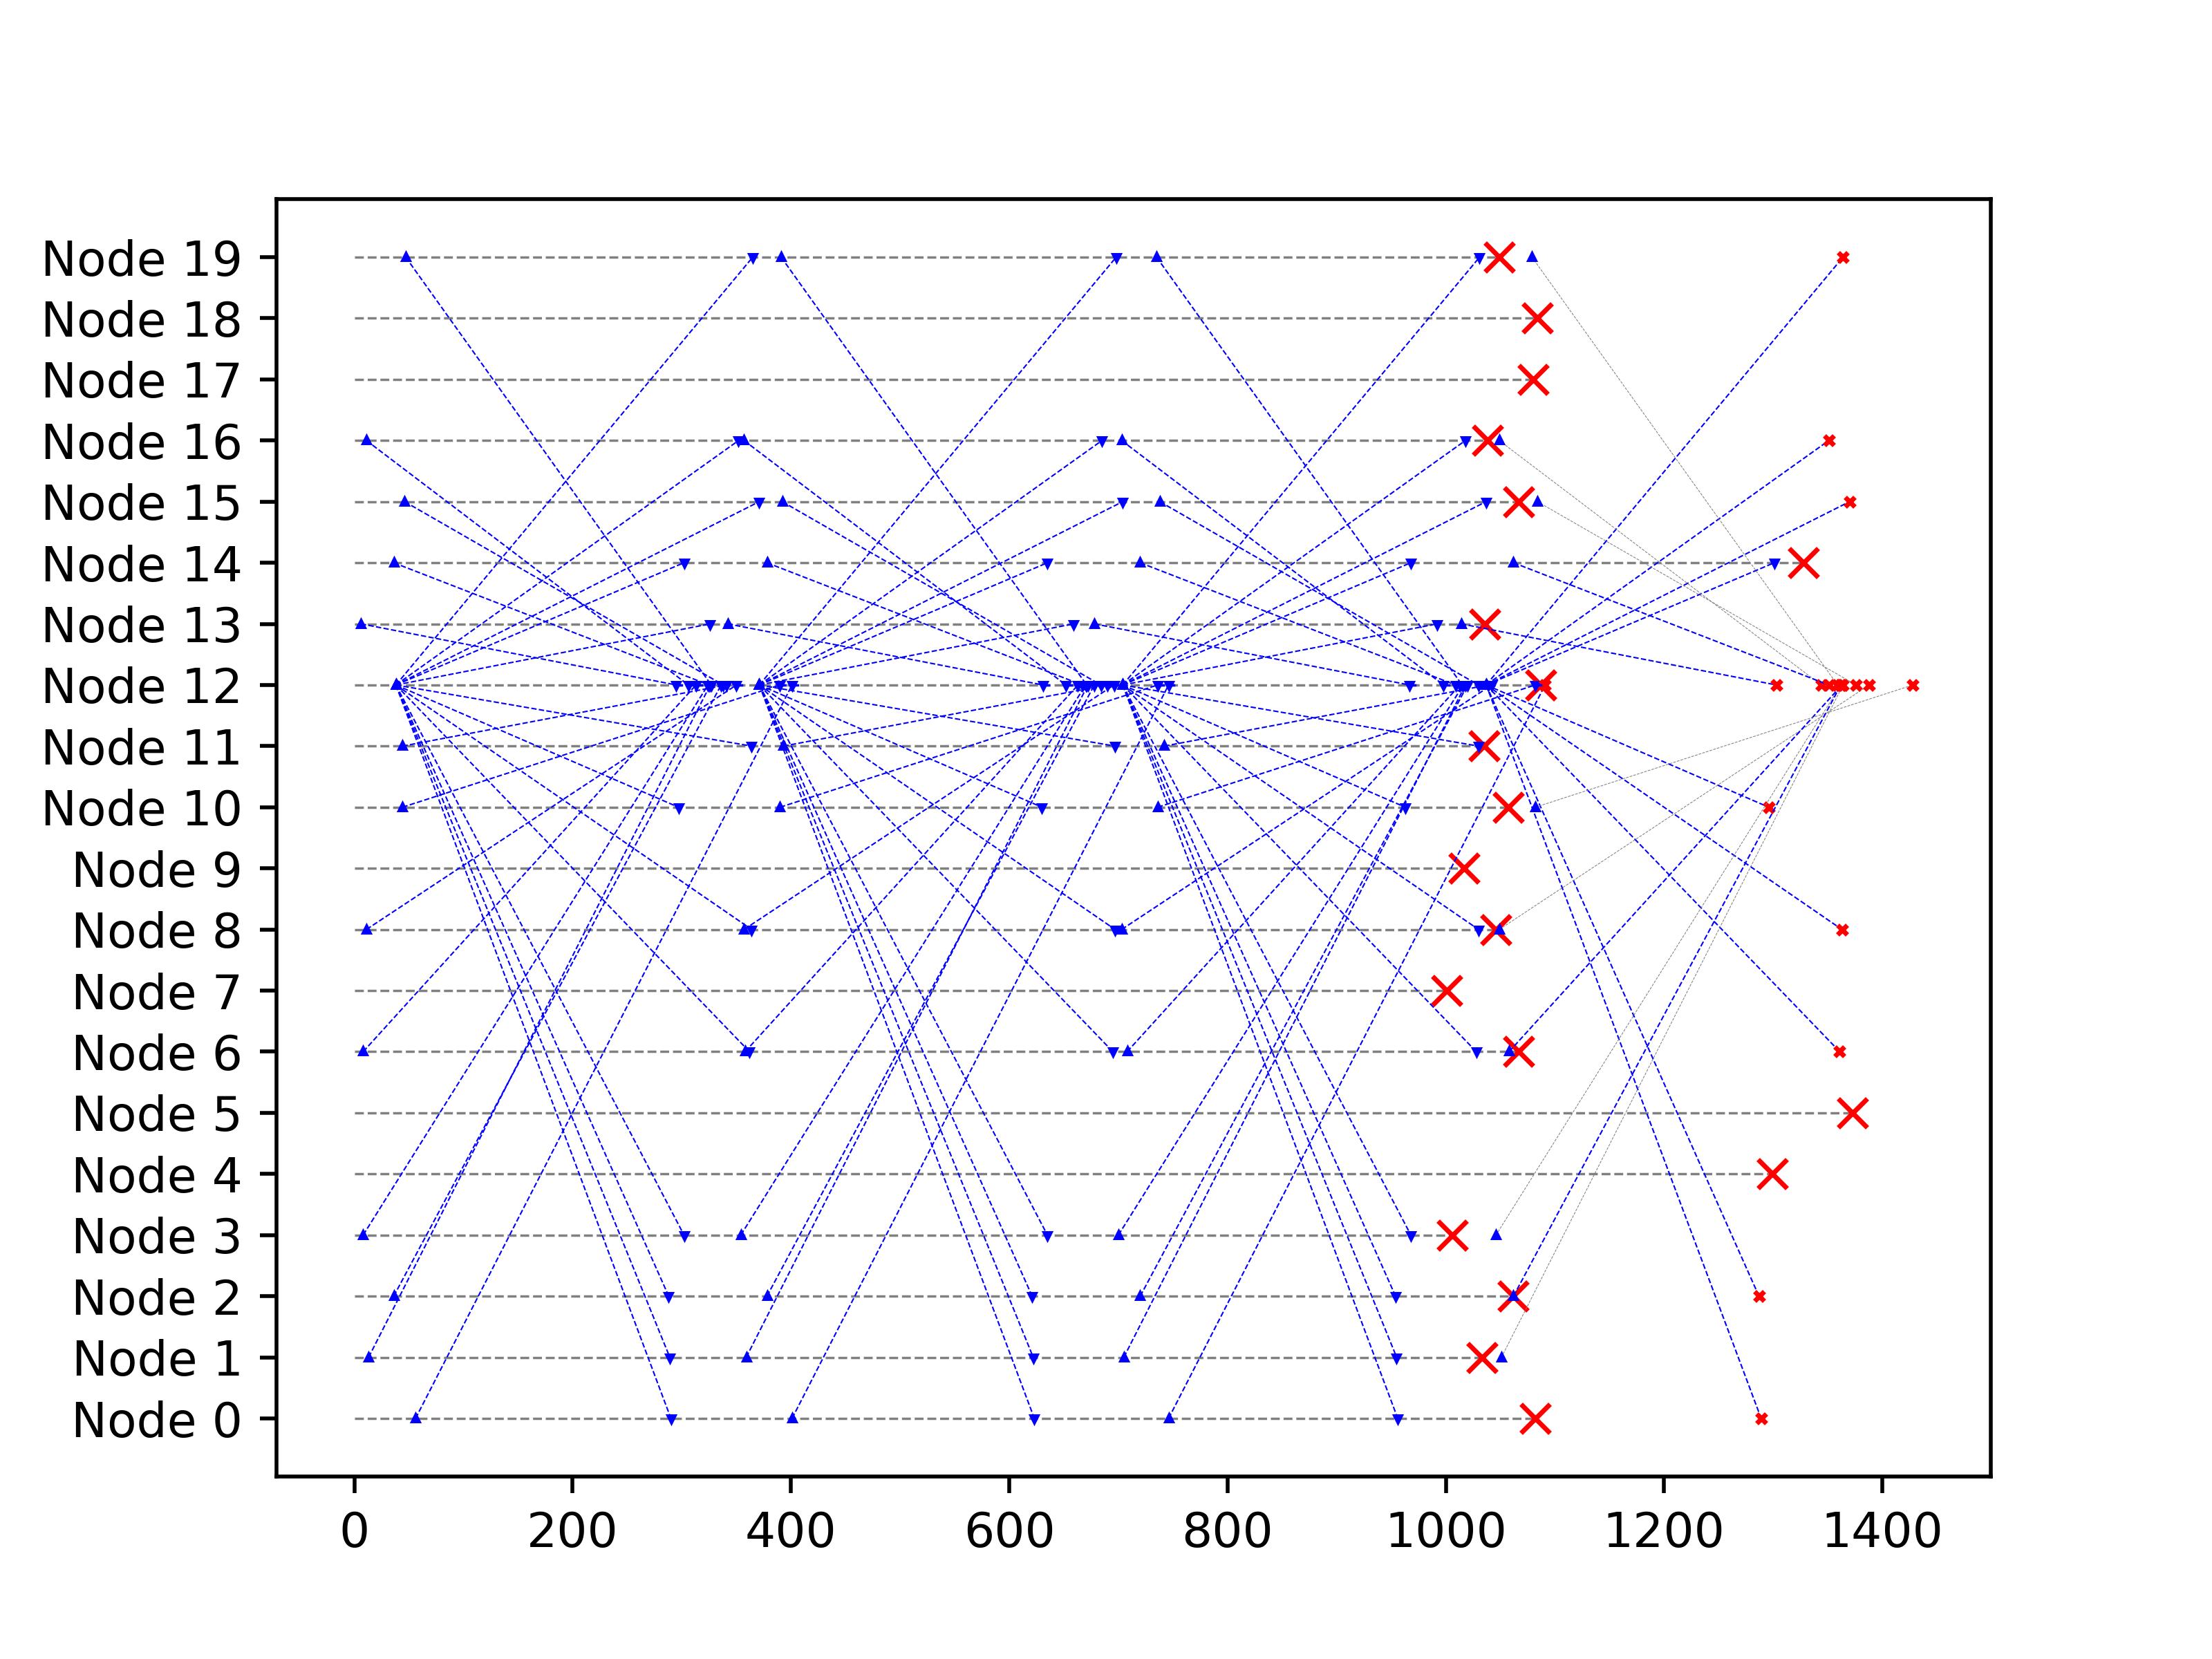 Node 19
Node 18
Node 17
Node 16
Node 15
Node 14
Node 13
Node 12
Node 11
Node 10
Node 9
Node 8
Node 7
Node 6
Node 5
Node 4
Node 3
Node 2
Node 1
Node 0
0 200 400 600 800 1000 1200 1400